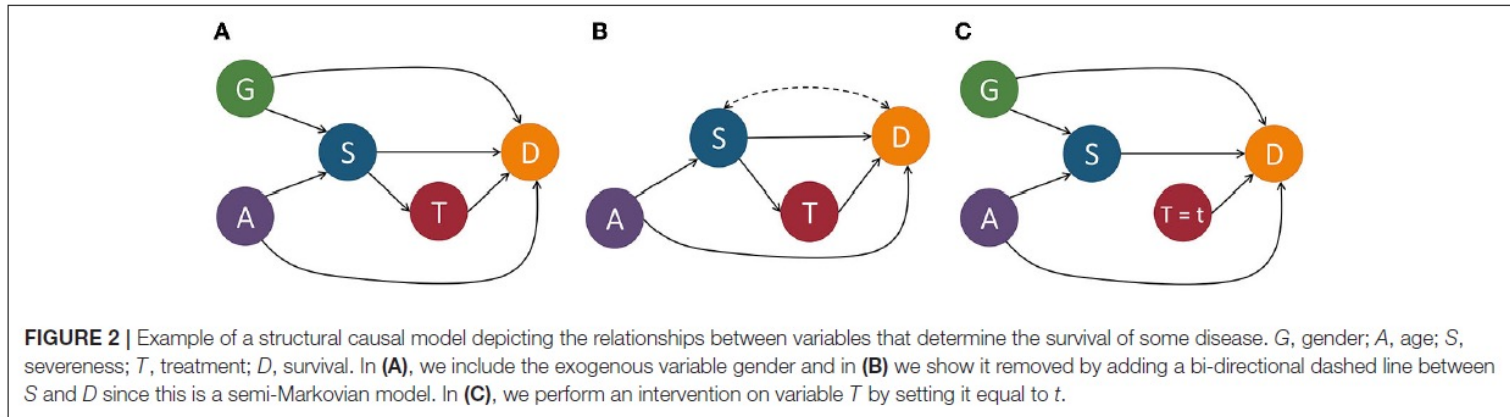 A
B
C
G
S
D
A
T
S
D
A
T
G
S
D
A
T = t
FIGURE 2 | Example of a structural causal model depicting the relationships between variables that determine the survival of some disease. G, gender; A, age; S,
severeness; T, treatment; D, survival. In (A), we include the exogenous variable gender and in (B) we show it removed by adding a bi-directional dashed line between
S and D since this is a semi-Markovian model. In (C), we perform an intervention on variable T by setting it equal to t.